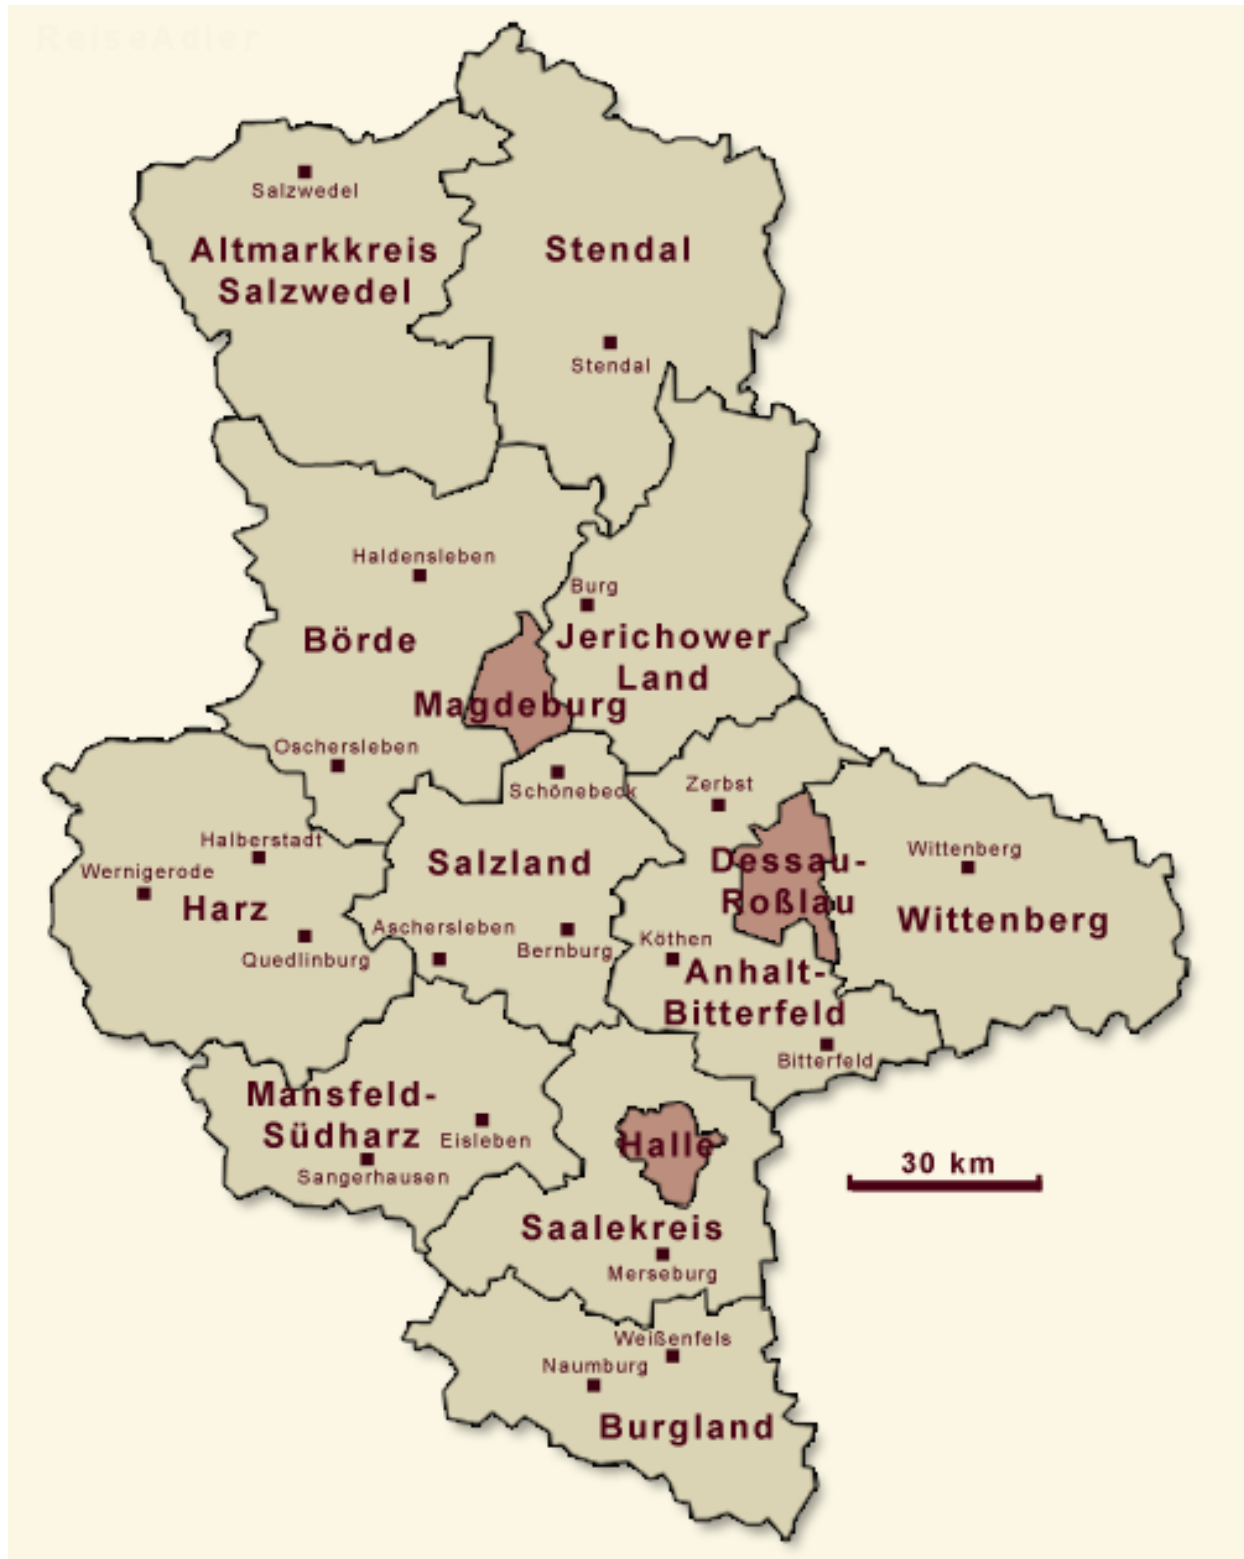 ReiseAdler
Salzwedel
Altmarkkreis
Salzwedel
Stendal
Stendal
Haldensleben
Burg
Börde
Jerichower
Land
Magdeburg
Oschersleben
Schönebeck
Zerbst
Halberstadt
Wernigerode
Harz
Quedlinburg
Salzland
Aschersleben
Bernburg
Dessau-
Roßlau
Wittenberg
Wittenberg
Köthen
Anhalt-
Bitterfeld
Bitterfeld
Mansfeld-
Südharz
Eisleben
Sangerhausen
Halle
30 km
Saalekreis
Merseburg
Weißenfels
Naumburg
Burgland